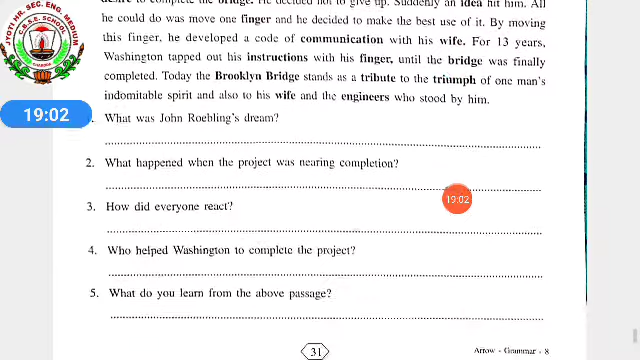 desire to complete the bridge. He decided not to give up. Suddenly an idea hit him. All
he could do was move one finger and he decided to make the best use of it. By moving
this finger, he developed a code of communication with his wife. For 13 years,
Washington tapped out his instructions with his finger, until the bridge was finally
completed. Today the Brooklyn Bridge stands as a tribute to the triumph of one man's
indomitable spirit and also to his wife and the engineers who stood by him.
1. What was John Roebling's dream?
2. What happened when the project was nearing completion?
3. How did everyone react?
4. Who helped Washington to complete the project?
5. What do you learn from the above passage?
31
Arrow - Grammar - 8
JYOTI HR. SEC. ENG. MEDIUM
C.B.S.E. SCHOOL
19:02
19:02